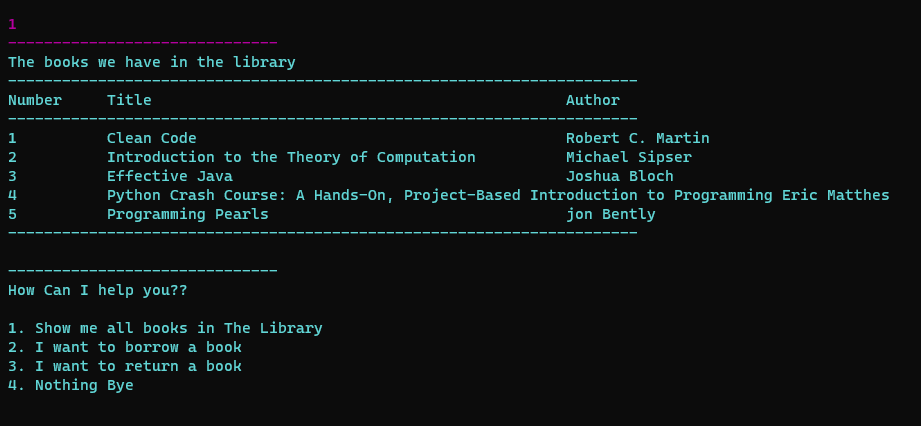 1
------------------------------
The books we have in the library
----------------------------------------------------------------------
Number     Title                                              Author
----------------------------------------------------------------------
1          Clean Code                                         Robert C. Martin
2          Introduction to the Theory of Computation          Michael Sipser
3          Effective Java                                     Joshua Bloch
4          Python Crash Course: A Hands-On, Project-Based Introduction to Programming Eric Matthes
5          Programming Pearls                                 jon Bently
----------------------------------------------------------------------
------------------------------
How Can I help you??
1. Show me all books in The Library
2. I want to borrow a book
3. I want to return a book
4. Nothing Bye